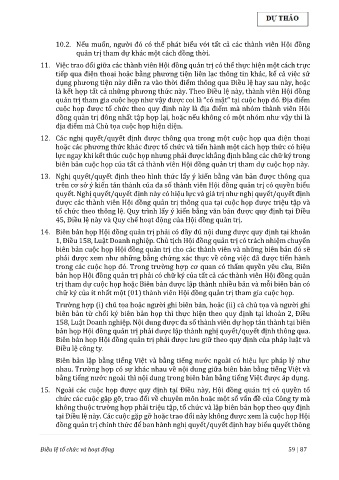 DỰ THẢO
10.2. Nếu muốn, người đó có thể phát biểu với tất cả các thành viên Hội đồng
quản trị tham dự khác một cách đồng thời.
11. Việc trao đổi giữa các thành viên Hội đồng quản trị có thể thực hiện một cách trực
tiếp qua điện thoại hoặc bằng phương tiện liên lạc thông tin khác, kể cả việc sử
dụng phương tiện này diễn ra vào thời điểm thông qua Điều lệ hay sau này, hoặc
là kết hợp tất cả những phương thức này. Theo Điều lệ này, thành viên Hội đồng
quản trị tham gia cuộc họp như vậy được coi là "có mặt" tại cuộc họp đó. Địa điểm
cuộc họp được tổ chức theo quy định này là địa điểm mà nhóm thành viên Hội
đồng quản trị đông nhất tập hợp lại, hoặc nếu không có một nhóm như vậy thì là
địa điểm mà Chủ tọa cuộc họp hiện diện.
12. Các nghị quyết/quyết định được thông qua trong một cuộc họp qua điện thoại
hoặc các phương thức khác được tổ chức và tiến hành một cách hợp thức có hiệu
lực ngay khi kết thúc cuộc họp nhưng phải được khẳng định bằng các chữ ký trong
biên bản cuộc họp của tất cả thành viên Hội đồng quản trị tham dự cuộc họp này.
13. Nghị quyết/quyết định theo hình thức lấy ý kiến bằng văn bản được thông qua
trên cơ sở ý kiến tán thành của đa số thành viên Hội đồng quản trị có quyền biểu
quyết. Nghị quyết/quyết định này có hiệu lực và giá trị như nghị quyết/quyết định
được các thành viên Hội đồng quản trị thông qua tại cuộc họp được triệu tập và
tổ chức theo thông lệ. Quy trình lấy ý kiến bằng văn bản được quy định tại Điều
45, Điều lệ này và Quy chế hoạt động của Hội đồng quản trị.
14. Biên bản họp Hội đồng quản trị phải có đầy đủ nội dung được quy định tại khoản
1, Điều 158, Luật Doanh nghiệp. Chủ tịch Hội đồng quản trị có trách nhiệm chuyển
biên bản cuộc họp Hội đồng quản trị cho các thành viên và những biên bản đó sẽ
phải được xem như những bằng chứng xác thực về công việc đã được tiến hành
trong các cuộc họp đó. Trong trường hợp cơ quan có thẩm quyền yêu cầu, Biên
bản họp Hội đồng quản trị phải có chữ ký của tất cả các thành viên Hội đồng quản
trị tham dự cuộc họp hoặc Biên bản được lập thành nhiều bản và mỗi biên bản có
chữ ký của ít nhất một (01) thành viên Hội đồng quản trị tham gia cuộc họp.
Trường hợp (i) chủ toạ hoặc người ghi biên bản, hoặc (ii) cả chủ tọa và người ghi
biên bản từ chối ký biên bản họp thì thực hiện theo quy định tại khoản 2, Điều
158, Luật Doanh nghiệp. Nội dung được đa số thành viên dự họp tán thành tại biên
bản họp Hội đồng quản trị phải được lập thành nghị quyết/quyết định thông qua.
Biên bản họp Hội đồng quản trị phải được lưu giữ theo quy định của pháp luật và
Điều lệ công ty.
Biên bản lập bằng tiếng Việt và bằng tiếng nước ngoài có hiệu lực pháp lý như
nhau. Trường hợp có sự khác nhau về nội dung giữa biên bản bằng tiếng Việt và
bằng tiếng nước ngoài thì nội dung trong biên bản bằng tiếng Việt được áp dụng.
15. Ngoài các cuộc họp được quy định tại Điều này, Hội đồng quản trị có quyền tổ
chức các cuộc gặp gỡ, trao đổi về chuyên môn hoặc một số vấn đề của Công ty mà
không thuộc trường hợp phải triệu tập, tổ chức và lập biên bản họp theo quy định
tại Điều lệ này. Các cuộc gặp gỡ hoặc trao đổi này không được xem là cuộc họp Hội
đồng quản trị chính thức để ban hành nghị quyết/quyết định hay biểu quyết thông
Điều lệ tổ chức và hoạt động
59 | 87